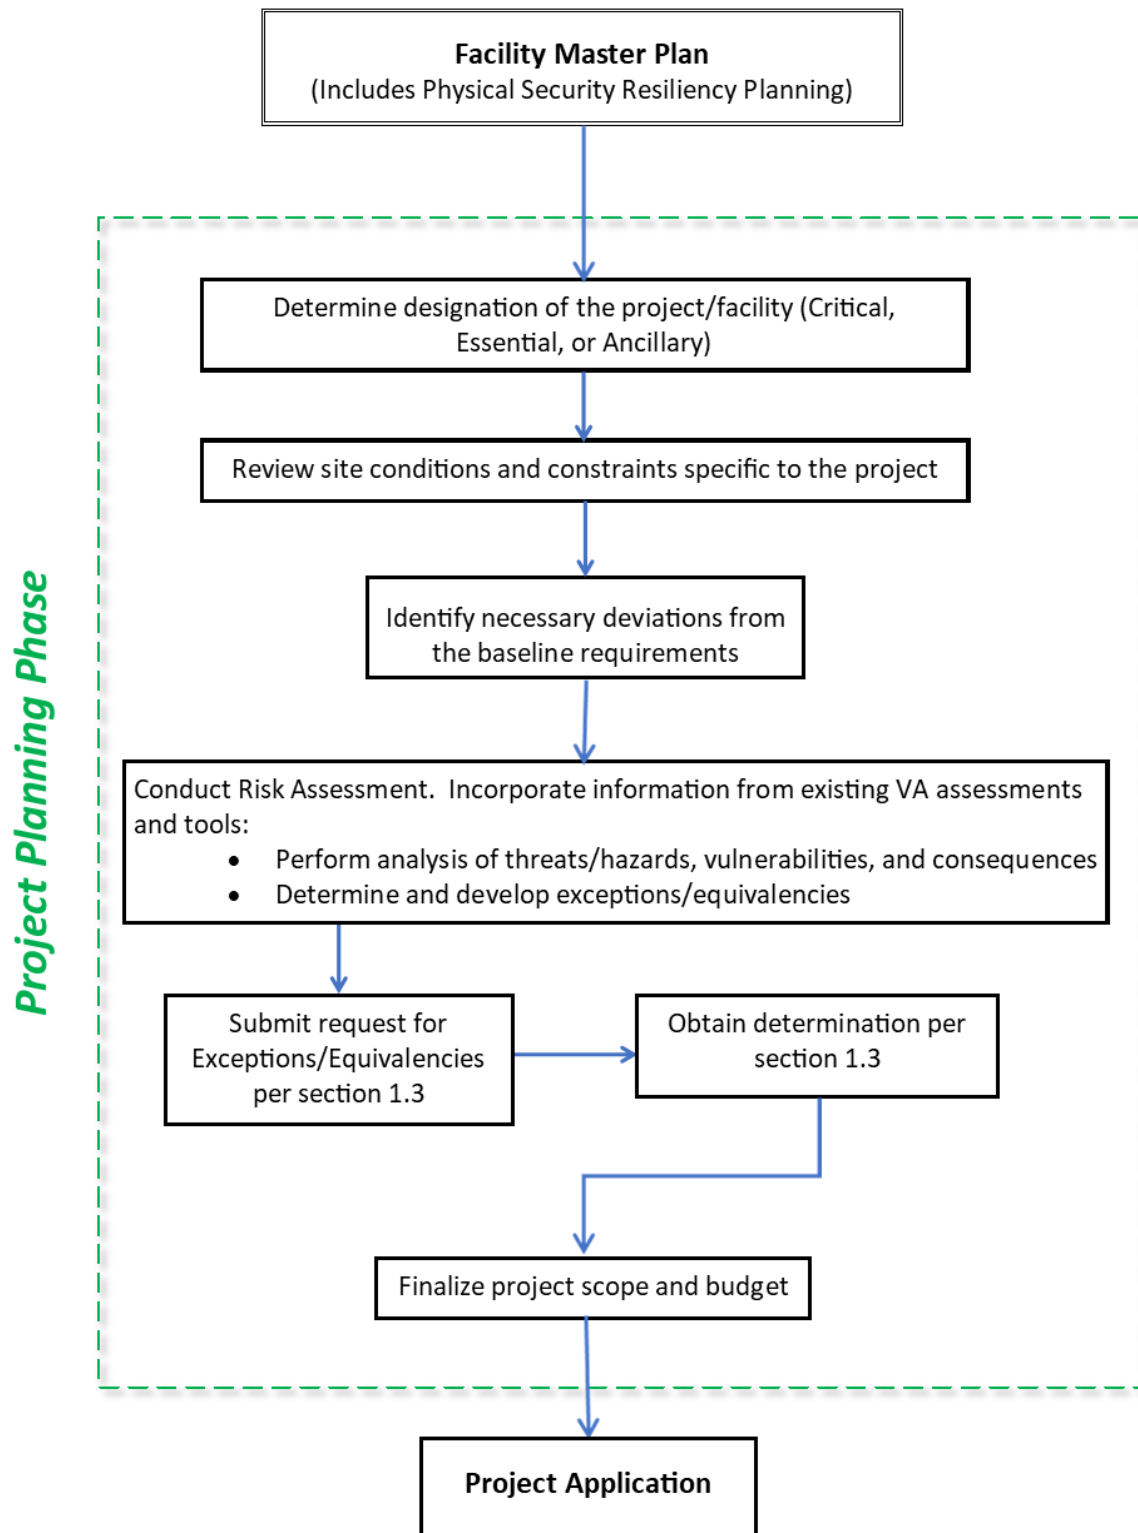 Facility Master Plan
(Includes Physical Security Resiliency Planning)
Project Planning Phase
Determine designation of the project/facility (Critical,
Essential, or Ancillary)
Review site conditions and constraints specific to the project
Identify necessary deviations from
the baseline requirements
Conduct Risk Assessment.  Incorporate information from existing VA assessments
and tools:
• Perform analysis of threats/hazards, vulnerabilities, and consequences
• Determine and develop exceptions/equivalencies
Submit request for
Exceptions/Equivalencies
per section 1.3
Obtain determination per
section 1.3
Finalize project scope and budget
Project Application